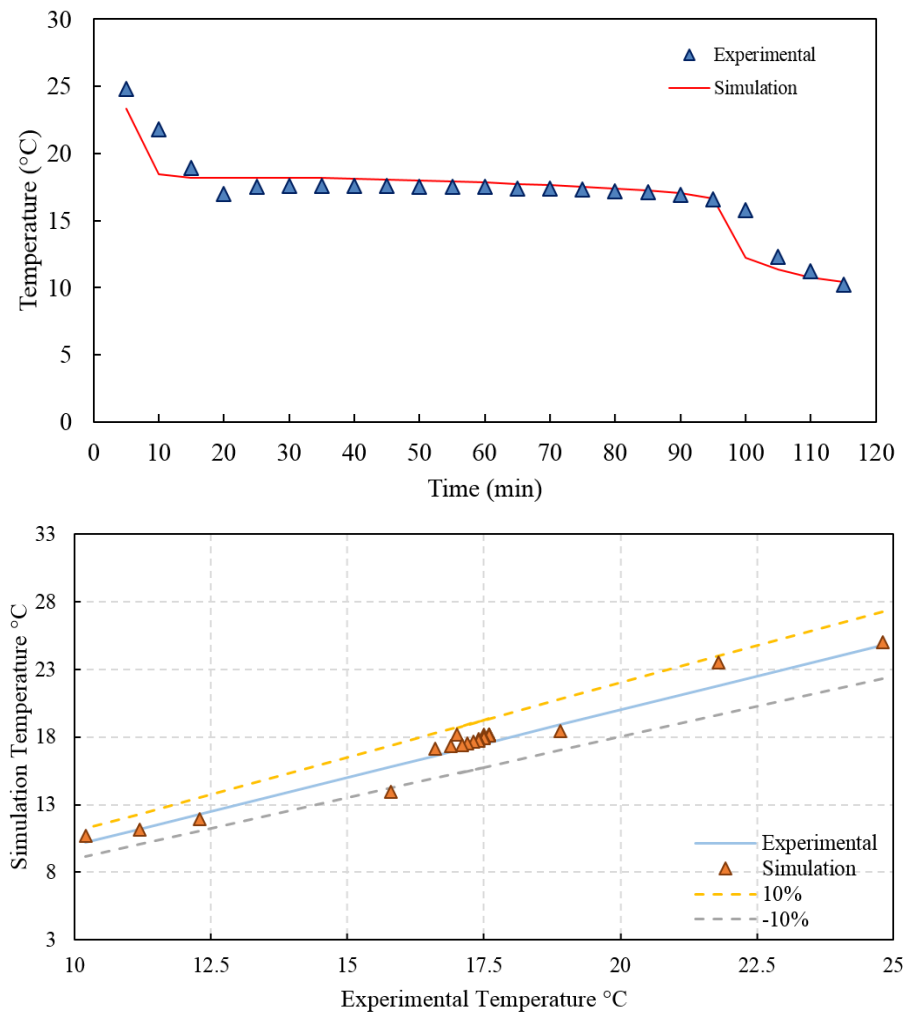 30
25
20
15
10
5
0
Temperature (°C)
Experimental
Simulation
0 10 20 30 40 50 60 70 80 90 100 110 120
Time (min)
33
28
23
18
13
8
3
Simulation Temperature °C
Experimental
Simulation
10%
-10%
10 12.5 15 17.5 20 22.5 25
Experimental Temperature °C